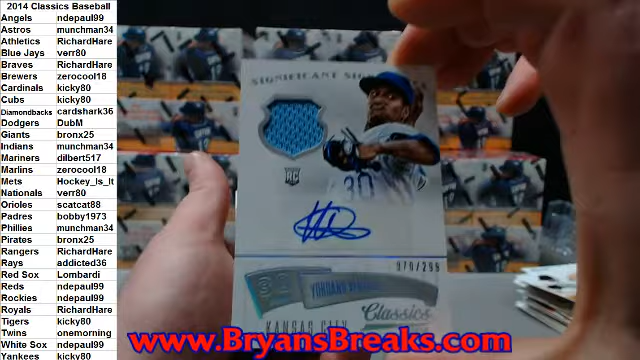 2014 Classics Baseball
Angels ndepaul99
Astros munchman34
Athletics RichardHare
Blue Jays verr80
Braves RichardHare
Brewers zerocool18
Cardinals kicky80
Cubs kicky80
Diamondbacks cardshark36
Dodgers DubM
Giants bronx25
Indians munchman34
Mariners dilbert517
Marlins zerocool18
Mets Hockey_Is_It
Nationals verr80
Orioles scatcat88
Padres bobby1973
Phillies munchman34
Pirates bronx25
Rangers RichardHare
Rays addicted36
Red Sox Lombardi
Reds ndepaul99
Rockies ndepaul99
Royals RichardHare
Tigers kicky80
Twins onemorning
White Sox ndepaul99
Yankees kicky80
SIGNIFICANT
RC
30
070/299
30
YORDANO
KANSAS CITY
Classics
www.BryansBreaks.com